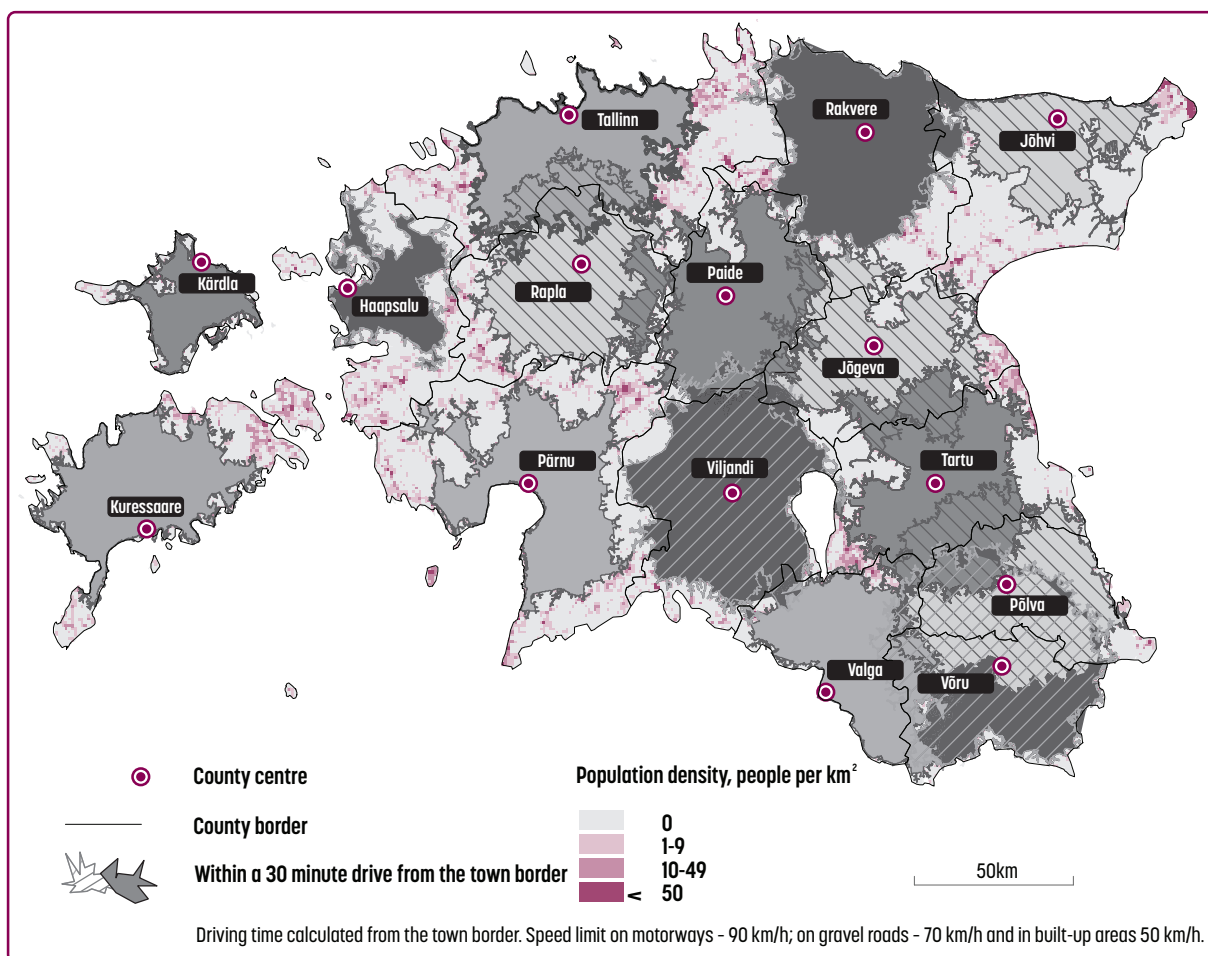 Tallinn
Rakvere
Jõhvi
Kärdla
Haapsalu
Rapla
Paide
Jõgeva
Kuressaare
Pärnu
Viljandi
Tartu
Põlva
Valga
Võru
County centre
County border
Within a 30 minute drive from the town border
Population density, people per km²
0
1-9
10-49
< 50
50km
Driving time calculated from the town border. Speed limit on motorways - 90 km/h; on gravel roads - 70 km/h and in built-up areas 50 km/h.